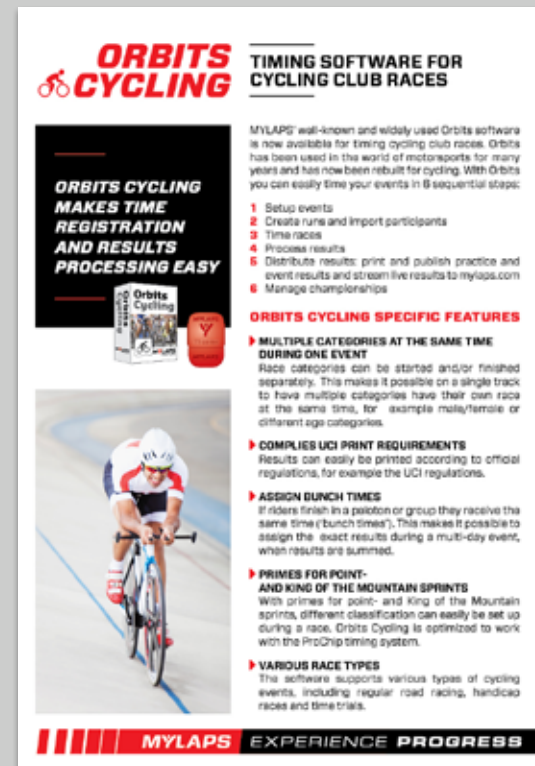 ORBITS
CYCLING
TIMING SOFTWARE FOR
CYCLING CLUB RACES
ORBITS CYCLING
MAKES TIME
REGISTRATION
AND RESULTS
PROCESSING EASY
Orbits
Cycling
Orbits
Cycling
MYLAPS
MYLAPS
MYLAPS' well-known and widely used Orbits software
is now available for timing cycling club races. Orbits
has been used in the world of motorsports for many
years and has now been rebuilt for cycling. With Orbits
you can easily time your events in 6 sequential steps:
1 Setup events
2 Create runs and import participants
3 Time races
4 Process results
5 Distribute results: print and publish practice and
event results and stream live results to mylaps.com
6 Manage championships
ORBITS CYCLING SPECIFIC FEATURES
MULTIPLE CATEGORIES AT THE SAME TIME
DURING ONE EVENT
Race categories can be started and/or finished
separately. This makes it possible on a single track
to have multiple categories have their own race
at the same time, for example male/female or
different age categories.
COMPLIES UCI PRINT REQUIREMENTS
Results can easily be printed according to official
regulations, for example the UCI regulations.
ASSIGN BUNCH TIMES
If riders finish in a peloton or group they receive the
same time ('bunch times'). This makes it possible to
assign the exact results during a multi-day event,
when results are summed.
PRIMES FOR POINT-
AND KING OF THE MOUNTAIN SPRINTS
With primes for point- and King of the Mountain
sprints, different classification can easily be set up
during a race. Orbits Cycling is optimized to work
with the ProChip timing system.
VARIOUS RACE TYPES
The software supports various types of cycling
events, including regular road racing, handicap
races and time trials.
MYLAPS EXPERIENCE PROGRESS